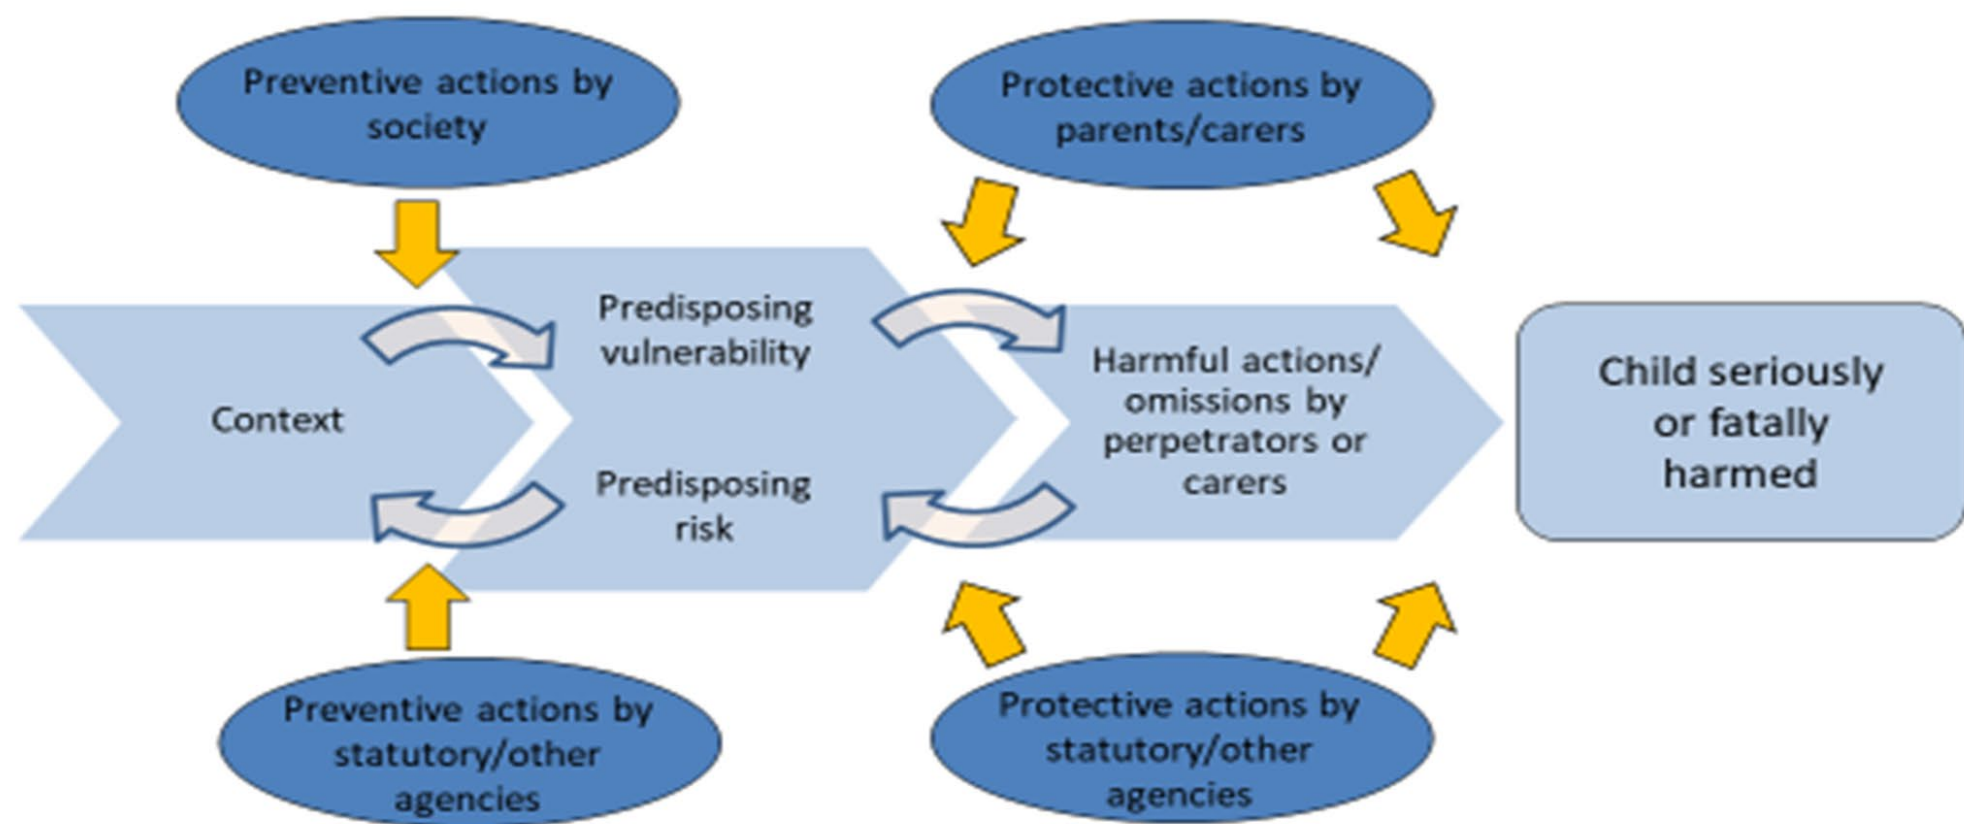 Preventive actions by
society
Protective actions by
parents/carers
Context
Predisposing
vulnerability
Predisposing
risk
Harmful actions/
omissions by
perpetrators or
carers
Child seriously
or fatally
harmed
Preventive actions by
statutory/other
agencies
Protective actions by
statutory/other
agencies